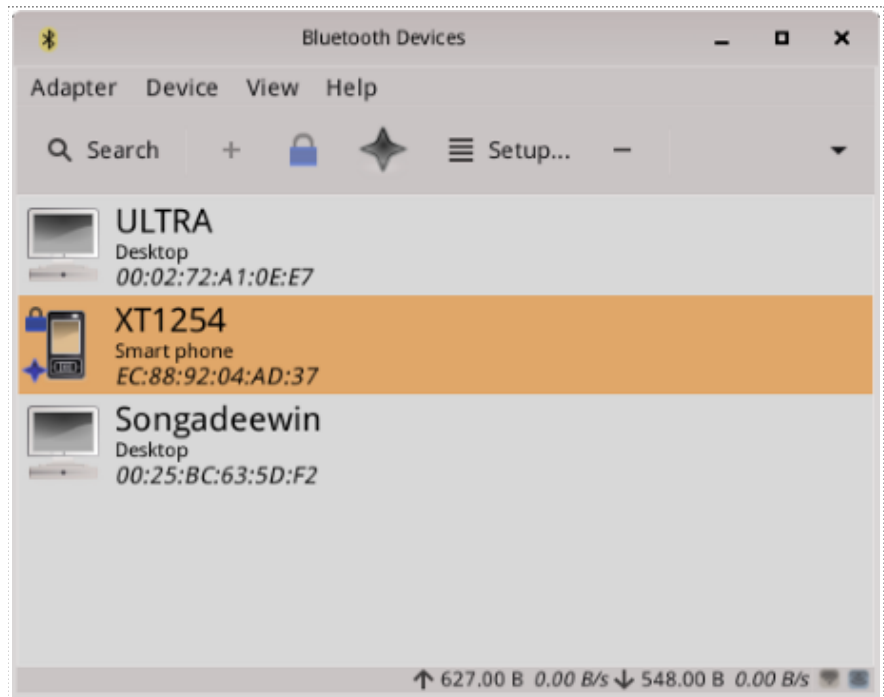 Bluetooth Devices
Adapter Device View Help
Search Setup...
ULTRA
Desktop
00:02:72:A1:0E:E7
XT1254
Smart phone
EC:88:92:04:AD:37
Songadeewin
Desktop
00:25:BC:63:5D:F2
627.00 B 0.00 B/s 548.00 B 0.00 B/s